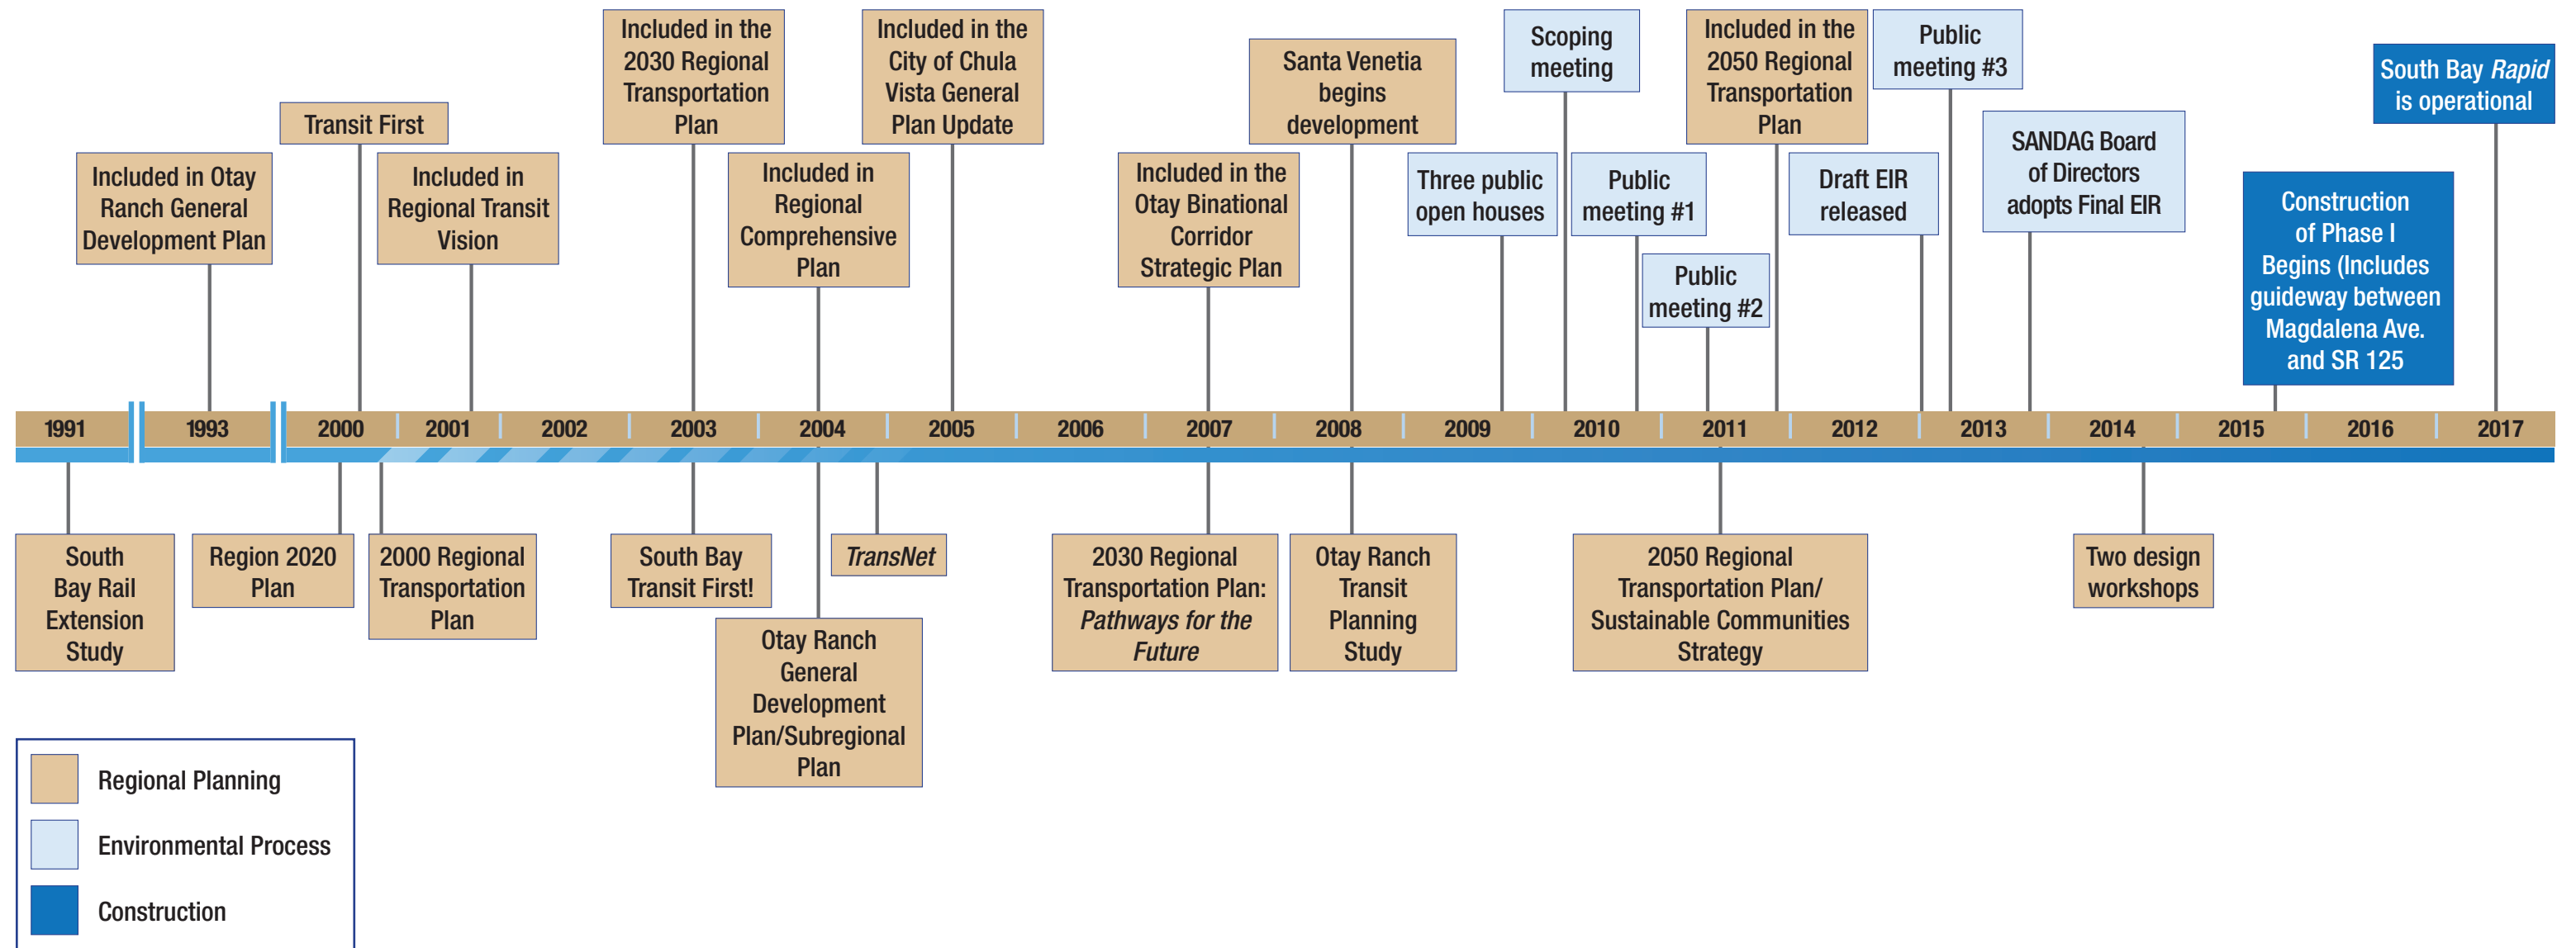 Included in Otay
Ranch General
Development Plan
Transit First
Included in
Regional Transit
Vision
Included in the
2030 Regional
Transportation
Plan
Included in
Regional
Comprehensive
Plan
Included in the
City of Chula
Vista General
Plan Update
Included in the
Otay Binational
Corridor
Strategic Plan
Santa Venetia
begins
development
Three public
open houses
Scoping
meeting
Public
meeting #1
Public
meeting #2
Included in the
2050 Regional
Transportation
Plan
Draft EIR
released
Public
meeting #3
SANDAG Board
of Directors
adopts Final EIR
Construction
of Phase I
Begins (Includes
guideway between
Magdalena Ave.
and SR 125
South Bay Rapid
is operational
1991
1993
2000
2001
2002
2003
2004
2005
2006
2007
2008
2009
2010
2011
2012
2013
2014
2015
2016
2017
South
Bay Rail
Extension
Study
Region 2020
Plan
2000 Regional
Transportation
Plan
South Bay
Transit First!
Otay Ranch
General
Development
Plan/Subregional
Plan
TransNet
2030 Regional
Transportation Plan:
Pathways for the
Future
Otay Ranch
Transit
Planning
Study
2050 Regional
Transportation Plan/
Sustainable Communities
Strategy
Two design
workshops
Regional Planning
Environmental Process
Construction